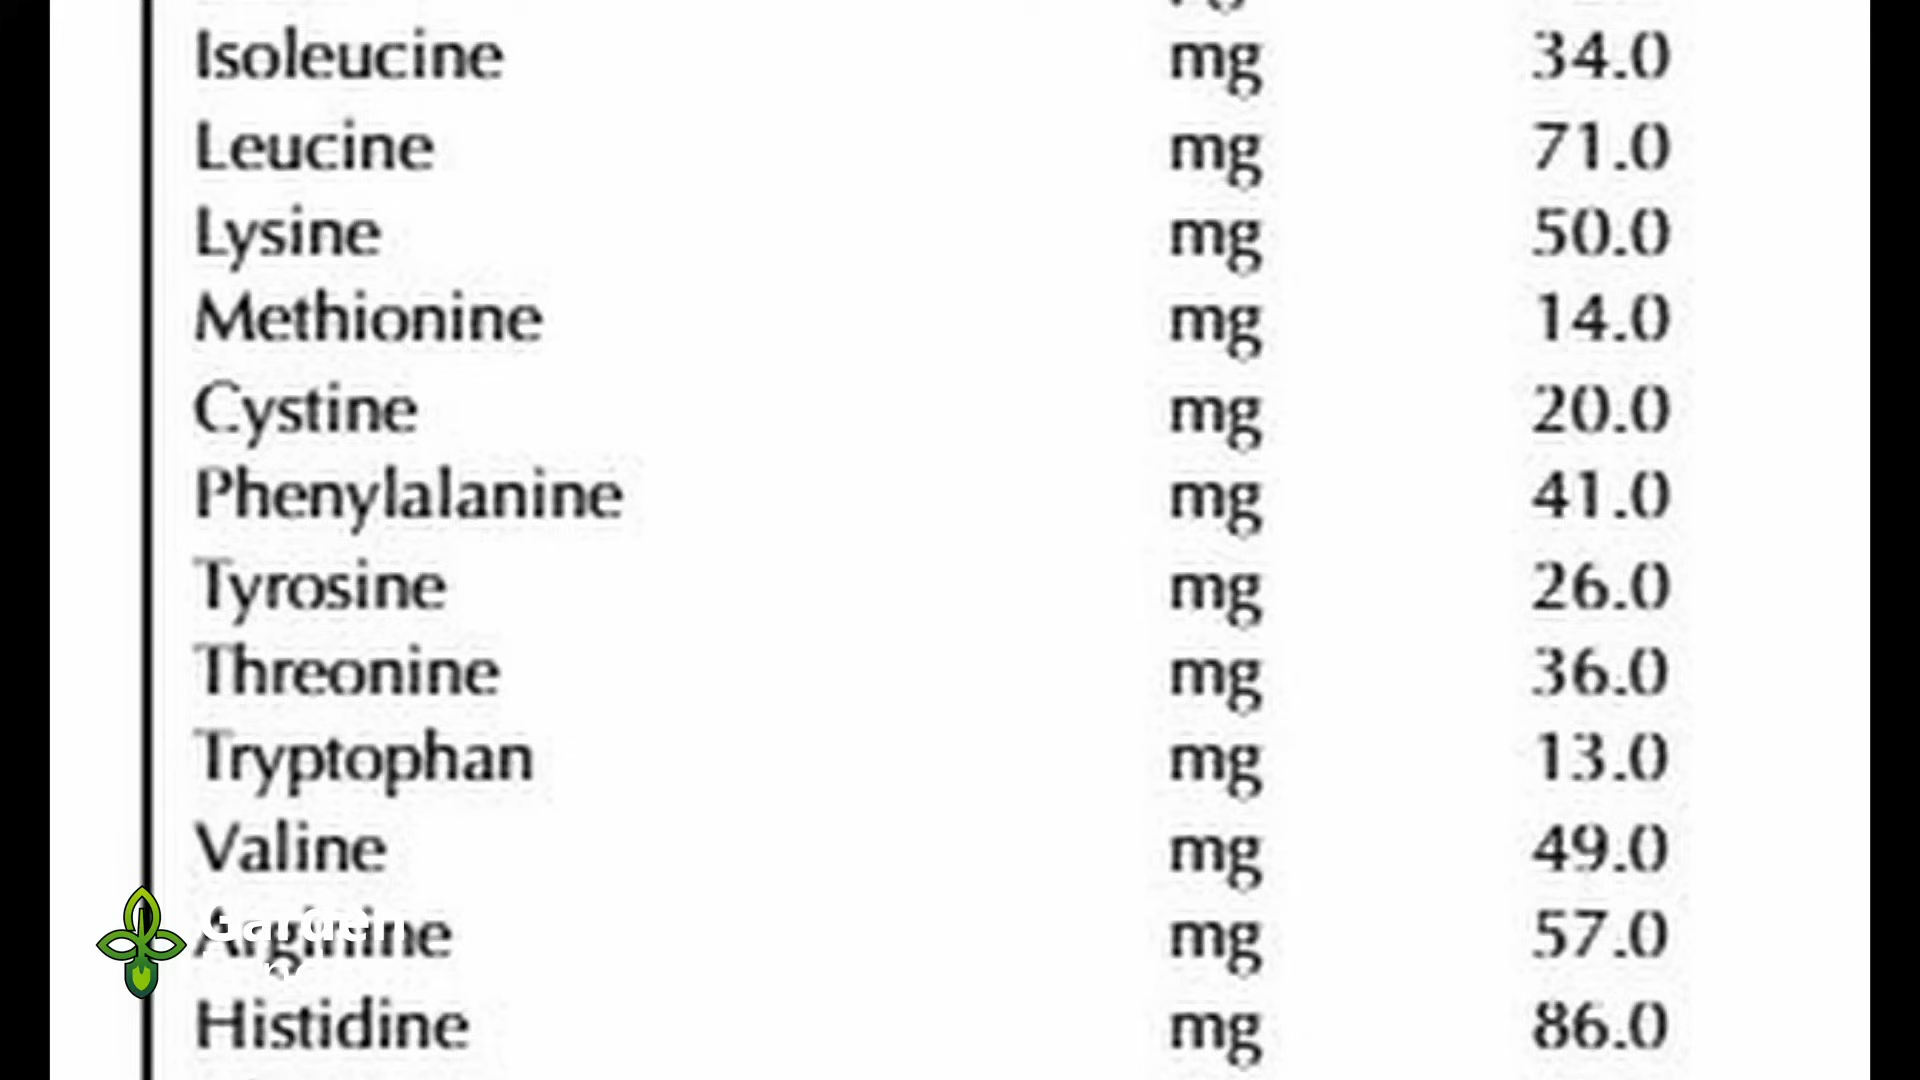 Isoleucine mg 34.0
Leucine mg 71.0
Lysine mg 50.0
Methionine mg 14.0
Cystine mg 20.0
Phenylalanine mg 41.0
Tyrosine mg 26.0
Threonine mg 36.0
Tryptophan mg 13.0
Valine mg 49.0
Garden
Arginine mg 57.0
Histidine mg 86.0